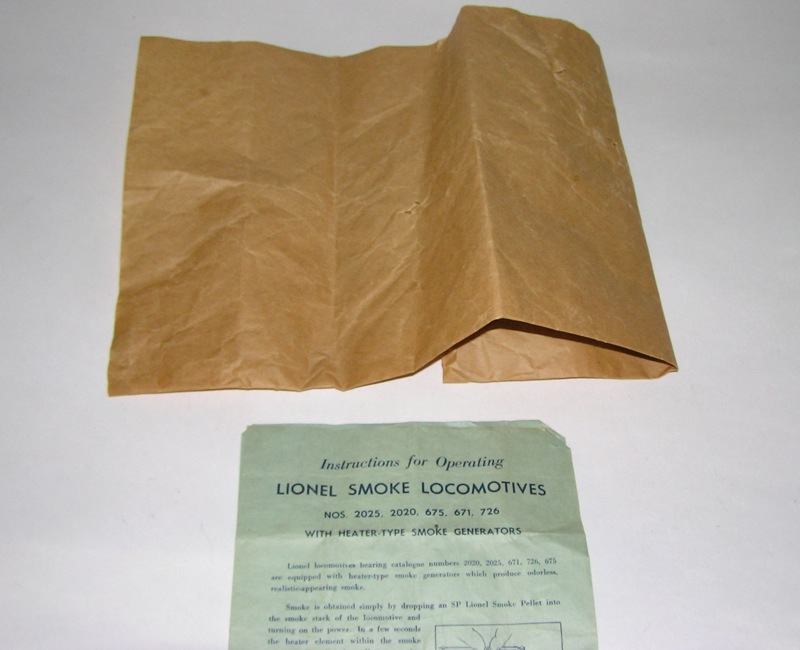 Instructions for Operating
LIONEL SMOKE LOCOMOTIVES
NOS. 2025, 2020, 675, 671, 726
WITH HEATER-TYPE SMOKE GENERATORS
Lionel locomotives bearing catalogue numbers 2020, 2025, 671, 726, 675
are equipped with heater-type smoke generators which produce odorless,
realistic-appearing smoke.
Smoke is obtained simply by dropping an SP Lionel Smoke Pellet into
the smoke stack of the locomotive and
turning on the power. In a few seconds
the heater element within the smoke